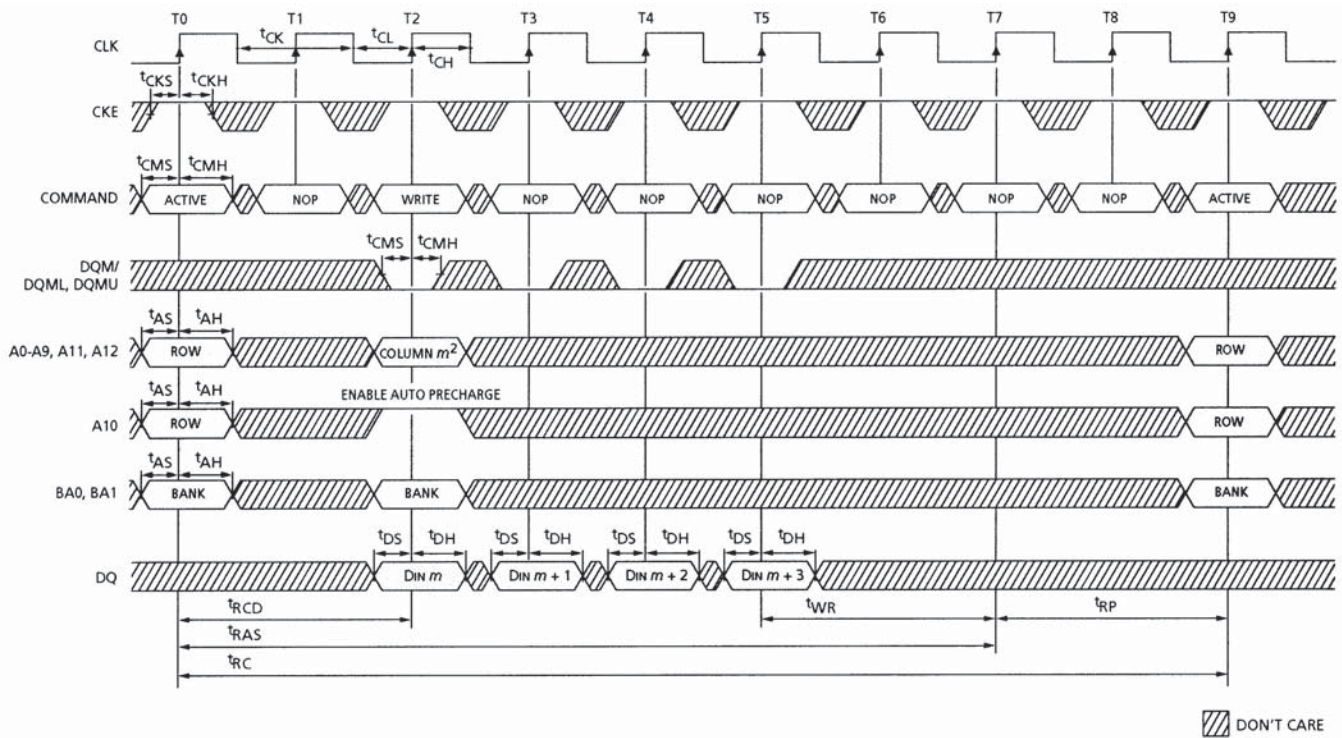 T0 T1 T2 T3 T4 T5 T6 T7 T8 T9
CLK tCK tCL tCH
tCKS tCKH
CKE
tCMS tCMH
COMMAND ACTIVE NOP WRITE NOP NOP NOP NOP NOP NOP ACTIVE
tCMS tCMH
DQM/
DQML, DQMU
tAS tAH
A0-A9, A11, A12 ROW COLUMN m² ROW
ENABLE AUTO PRECHARGE
tAS tAH
A10 ROW ROW
tAS tAH
BA0, BA1 BANK BANK BANK
tDS tDH tDS tDH tDS tDH tDS tDH
DQ DIN m DIN m + 1 DIN m + 2 DIN m + 3
tRCD tWR tRP
tRAS
tRC
DON'T CARE